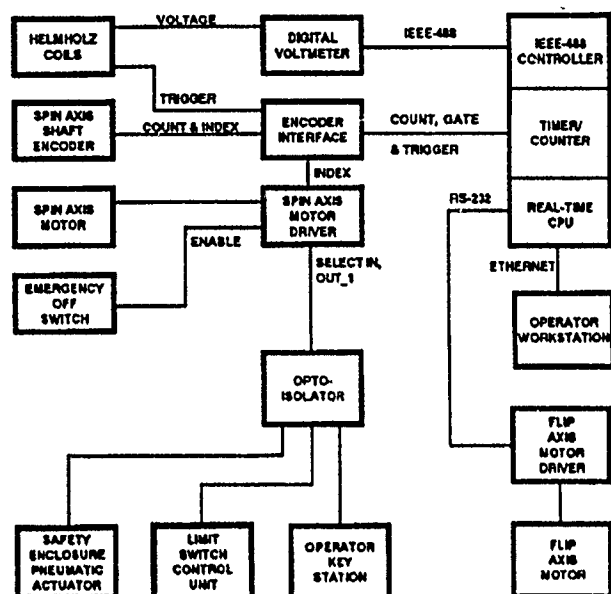 VOLTAGE
HELMHOLZ
COILS
DIGITAL
VOLTMETER
IEEE-488
IEEE-488
CONTROLLER
TRIGGER
SPIN AXIS
SHAFT
ENCODER
COUNT & INDEX
ENCODER
INTERFACE
COUNT, GATE
& TRIGGER
TIMER/
COUNTER
INDEX
RS-232
SPIN AXIS
MOTOR
SPIN AXIS
MOTOR
DRIVER
REAL-TIME
CPU
ENABLE
SELECT IN,
OUT_1
ETHERNET
EMERGENCY
OFF
SWITCH
OPERATOR
WORKSTATION
OPTO-
ISOLATOR
FLIP
AXIS
MOTOR
DRIVER
SAFETY
ENCLOSURE
PNEUMATIC
ACTUATOR
LIMIT
SWITCH
CONTROL
UNIT
OPERATOR
KEY
STATION
FLIP
AXIS
MOTOR